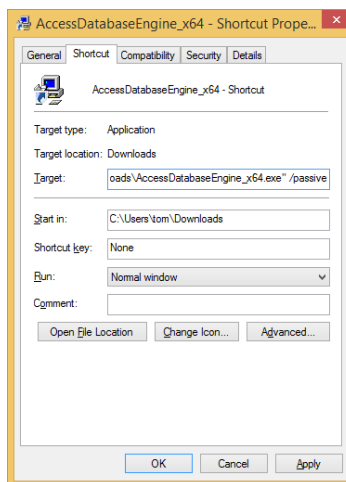 AccessDatabaseEngine_x64 - Shortcut Prope...
General Shortcut Compatibility Security Details
AccessDatabaseEngine_x64 - Shortcut
Target type: Application
Target location: Downloads
Target: oads\AccessDatabaseEngine_x64.exe" /passive
Start in: C:\Users\tom\Downloads
Shortcut key: None
Run: Normal window
Comment:
Open File Location Change Icon... Advanced...
OK Cancel Apply